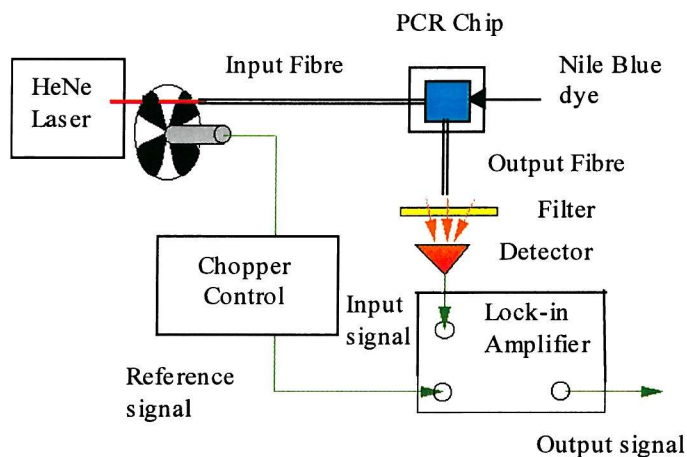 PCR Chip
HeNe
Laser
Input Fibre
Nile Blue
dye
Output Fibre
Filter
Detector
Chopper
Control
Input
signal
Lock-in
Amplifier
Reference
signal
Output signal